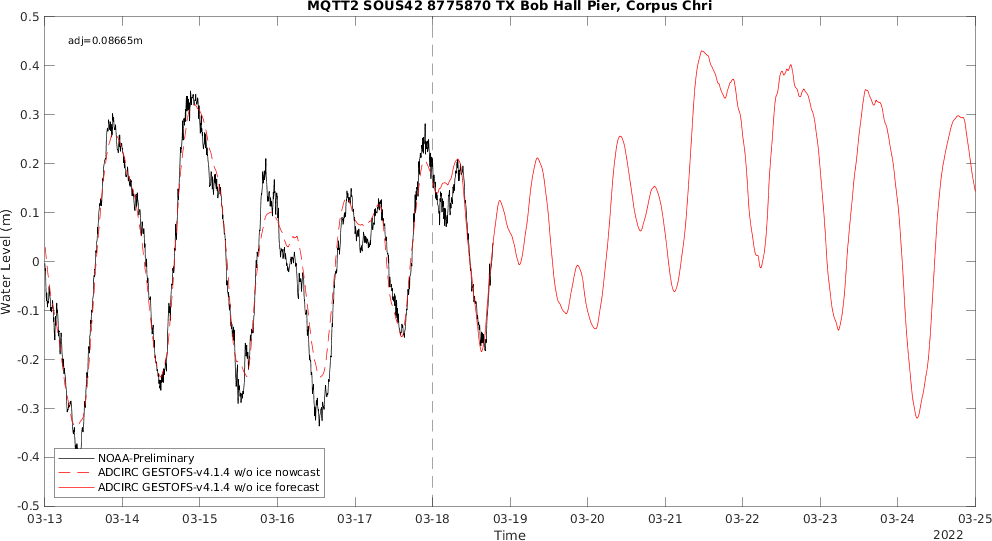 MQTT2 SOUS42 8775870 TX Bob Hall Pier, Corpus Chri
adj=0.08665m
0.5
0.4
0.3
0.2
0.1
0
-0.1
-0.2
-0.3
-0.4
-0.5
Water Level (m)
NOAA-Preliminary
ADCIRC GESTOFS-v4.1.4 w/o ice nowcast
ADCIRC GESTOFS-v4.1.4 w/o ice forecast
03-13 03-14 03-15 03-16 03-17 03-18 03-19 03-20 03-21 03-22 03-23 03-24 03-25
Time
2022